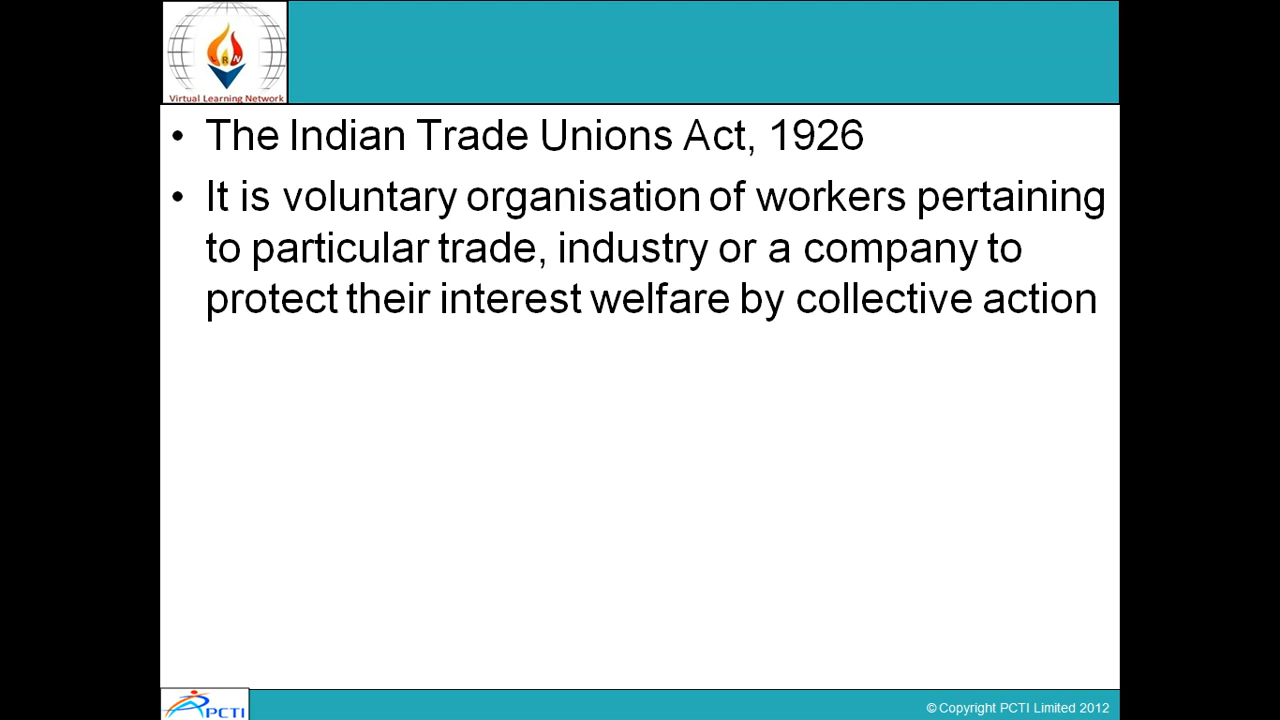 LRN
Virtual Learning Network
• The Indian Trade Unions Act, 1926
• It is voluntary organisation of workers pertaining
to particular trade, industry or a company to
protect their interest welfare by collective action
PCTI
© Copyright PCTI Limited 2012